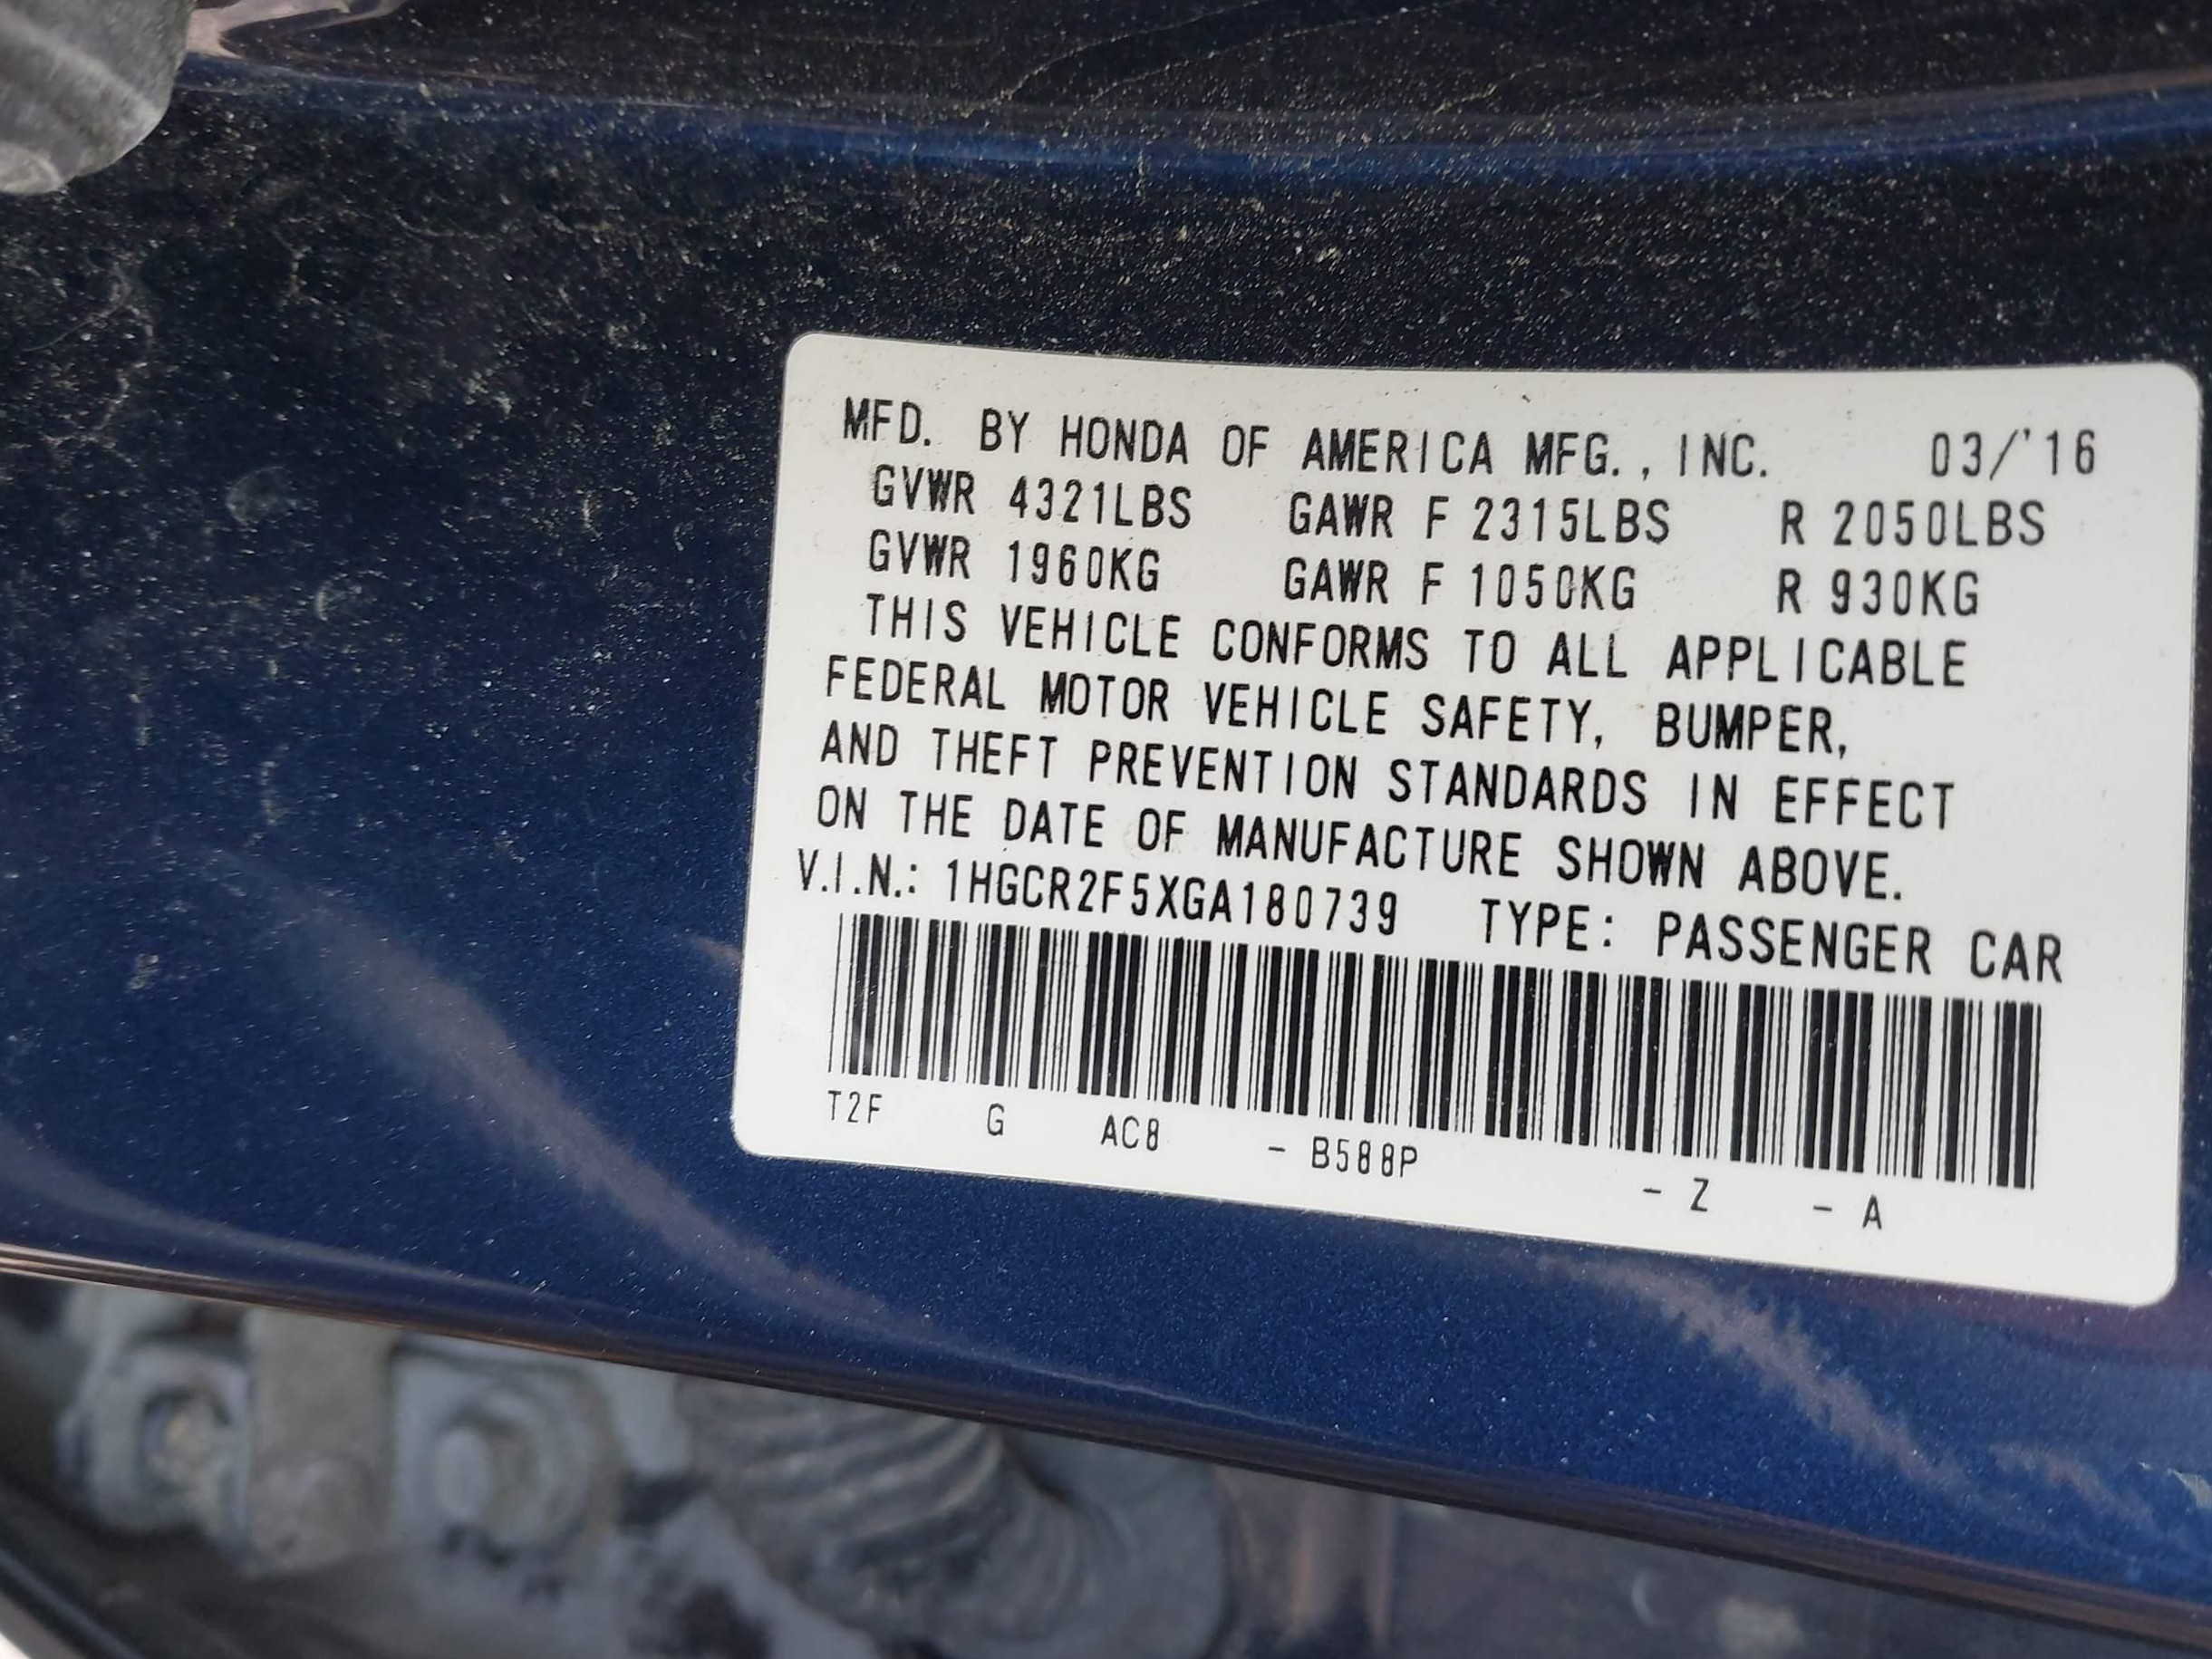 MFD. BY HONDA OF AMERICA MFG., INC. 03/'16
GVWR 4321LBS GAWR F 2315LBS R 2050LBS
GVWR 1960KG GAWR F 1050KG R 930KG
THIS VEHICLE CONFORMS TO ALL APPLICABLE
FEDERAL MOTOR VEHICLE SAFETY, BUMPER,
AND THEFT PREVENTION STANDARDS IN EFFECT
ON THE DATE OF MANUFACTURE SHOWN ABOVE.
V.I.N.: 1HGCR2F5XGA180739 TYPE: PASSENGER CAR
T2F G AC8 - B588P - Z - A